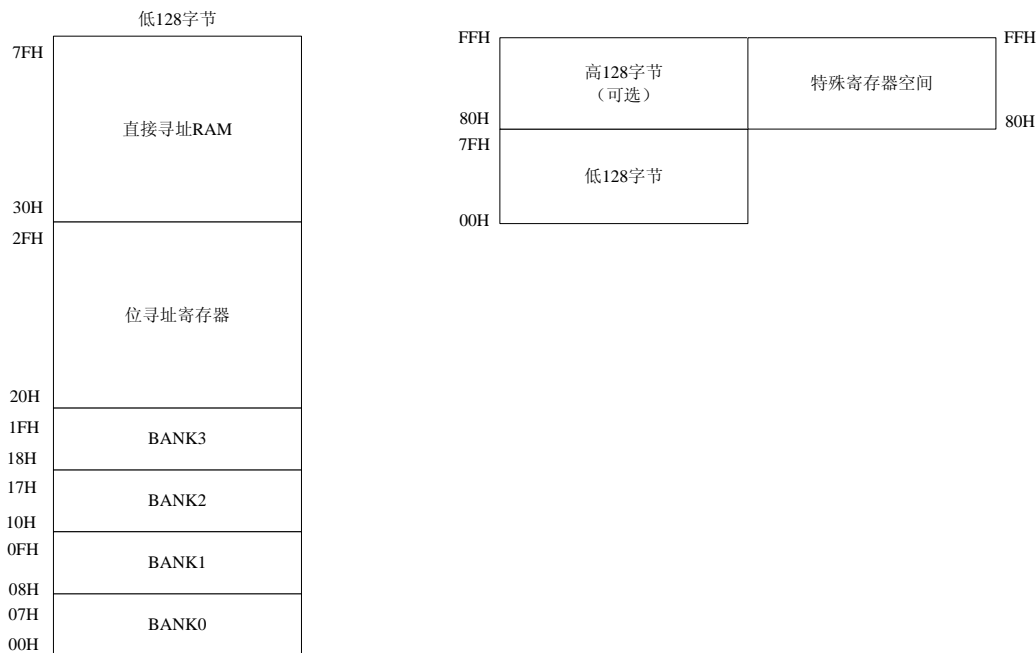 低128字节
7FH
直接寻址RAM
30H
2FH
位寻址寄存器
20H
1FH
BANK3
18H
17H
BANK2
10H
0FH
BANK1
08H
07H
BANK0
00H
FFH
FFH
高128字节
（可选）
特殊寄存器空间
80H
80H
7FH
低128字节
00H